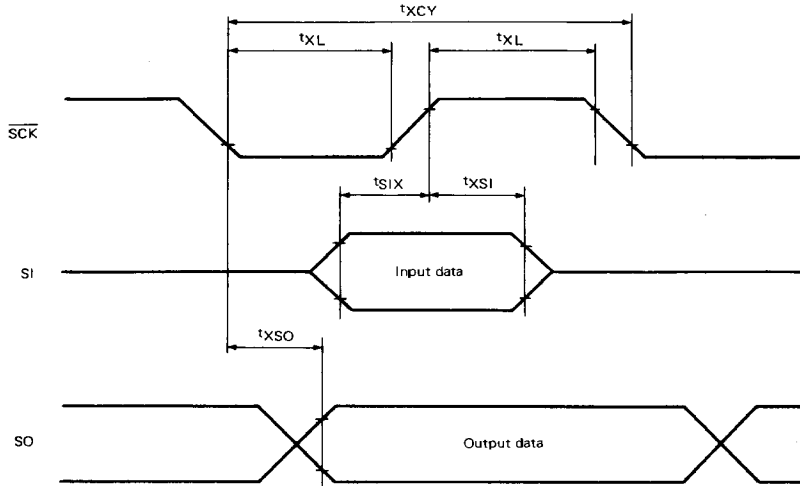 tXCY
tXL tXL
SCK
tSIX tXSI
SI Input data
tXSO
SO Output data